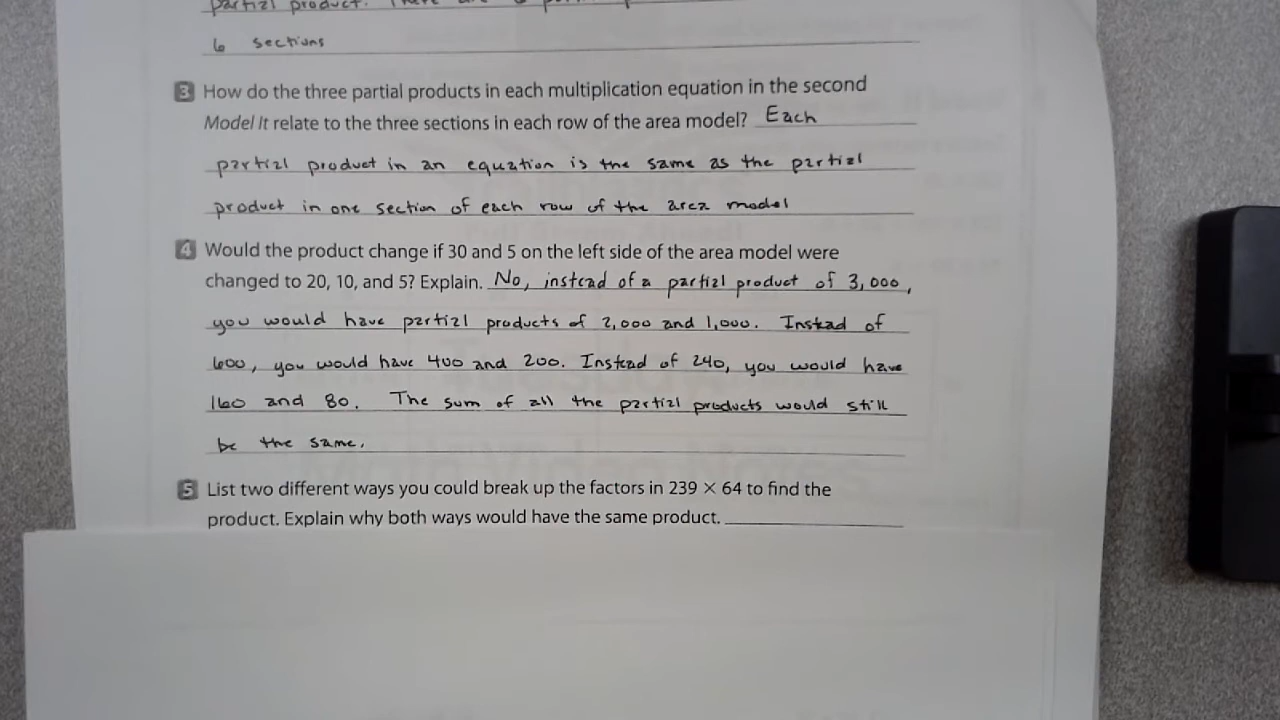 partial product. There are 6
6 sections
3 How do the three partial products in each multiplication equation in the second
Model It relate to the three sections in each row of the area model? Each
partial product in an equation is the same as the partial
product in one section of each row of the area model
4 Would the product change if 30 and 5 on the left side of the area model were
changed to 20, 10, and 5? Explain. No, instead of a partial product of 3,000,
you would have partial products of 2,000 and 1,000. Instead of
600, you would have 400 and 200. Instead of 240, you would have
160 and 80. The sum of all the partial products would still
be the same.
5 List two different ways you could break up the factors in 239 × 64 to find the
product. Explain why both ways would have the same product.